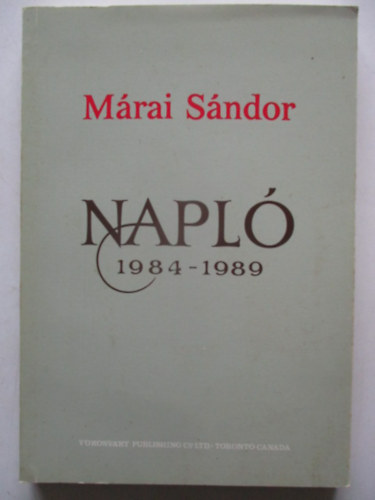 Márai Sándor
NAPLÓ
1984-1989
VÖRÖSVÁRY PUBLISHING CO LTD.-TORONTO-CANADA